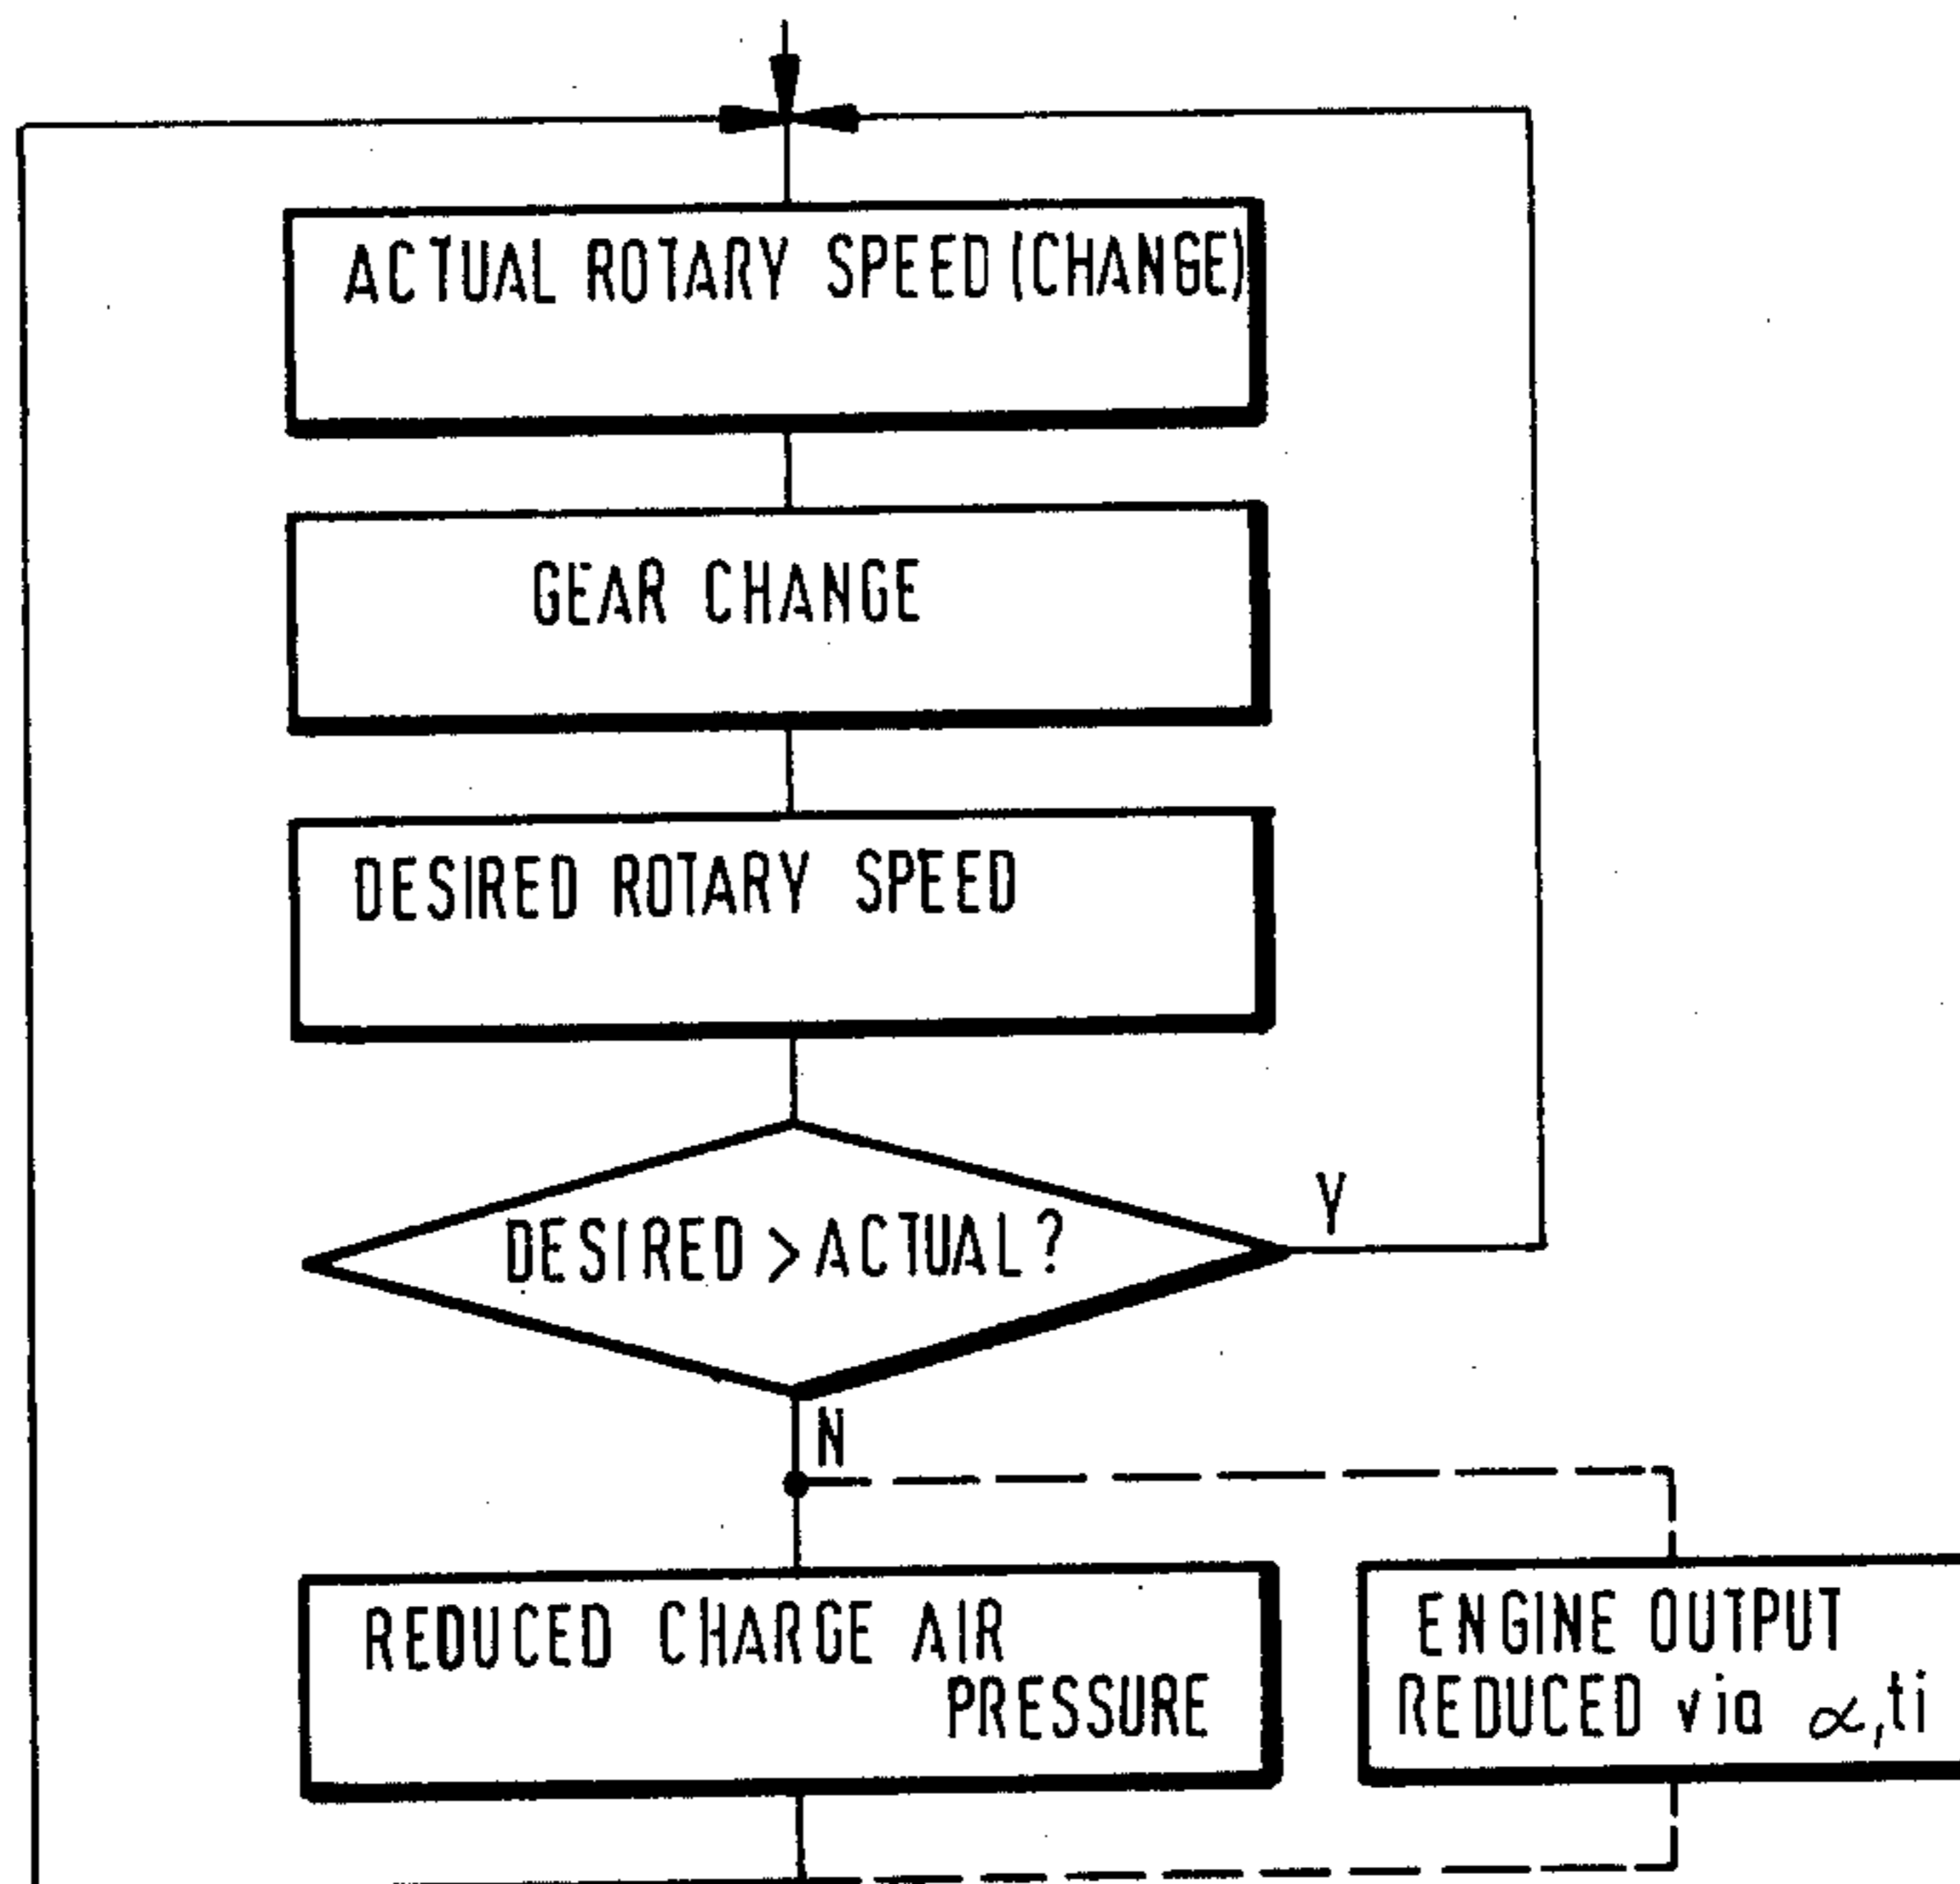 ACTUAL ROTARY SPEED (CHANGE)
GEAR CHANGE
DESIRED ROTARY SPEED
DESIRED > ACTUAL?
Y
N
REDUCED CHARGE AIR
PRESSURE
ENGINE OUTPUT
REDUCED via α, ti